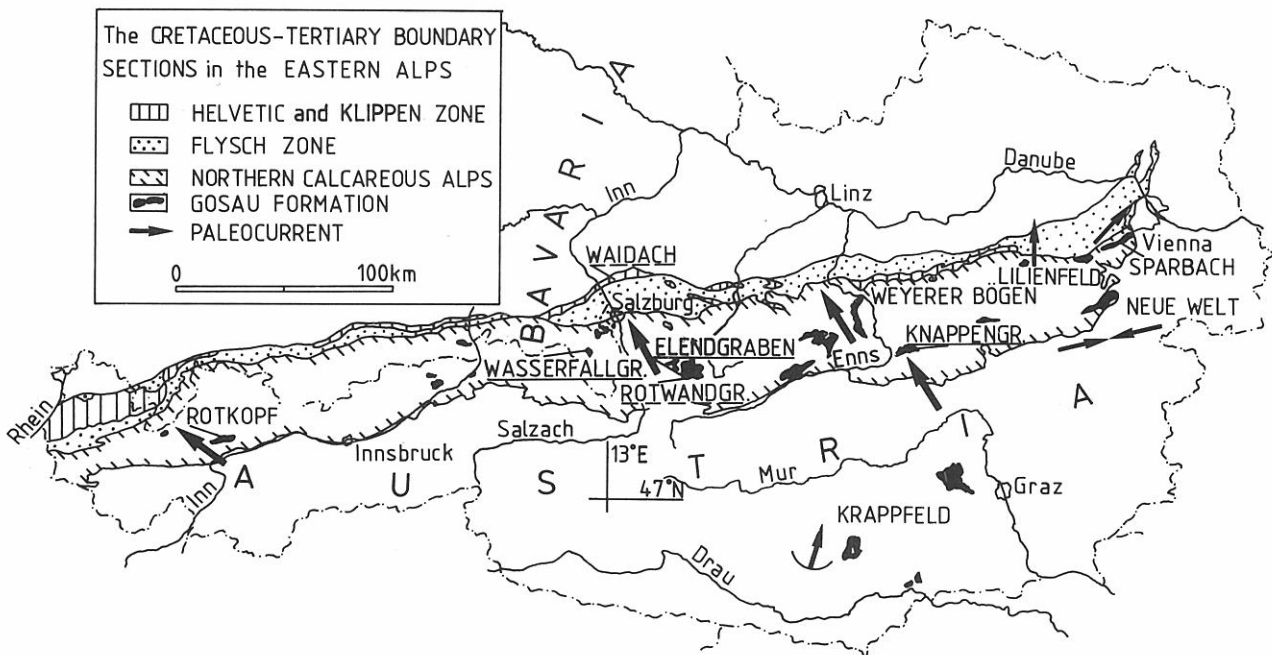 The CRETACEOUS-TERTIARY BOUNDARY
SECTIONS in the EASTERN ALPS
HELVETIC and KLIPPEN ZONE
FLYSCH ZONE
NORTHERN CALCAREOUS ALPS
GOSAU FORMATION
PALEOCURRENT
0 100km
BAVARIA
Inn
Danube
Linz
WAIDACH
Salzburg
Vienna
SPARBACH
LILIENFELD
WEYERER BÖGEN
NEUE WELT
KNAPPENGR.
ELENDGRABEN
Enns
WASSERFALLGR.
ROTWANDGR.
Rhein
ROTKOPF
Salzach
Innsbruck
Inn
AUSTRIA
13°E
47°N
Mur
Graz
KRAPPFELD
Drau